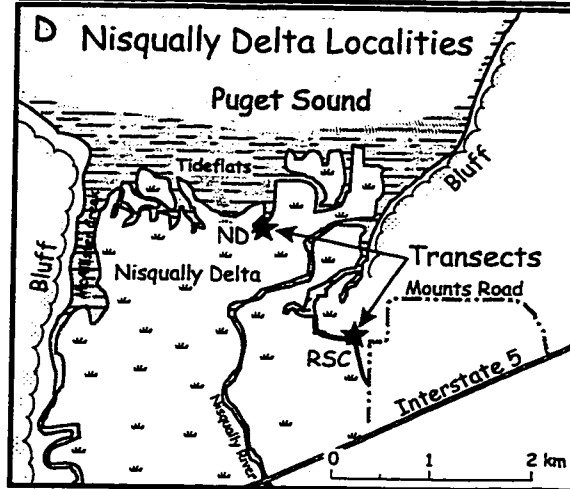 D Nisqually Delta Localities
Puget Sound
Tideflats
Bluff
ND
Bluff
Nisqually Delta
Transects
Mounts Road
RSC
Interstate 5
Nisqually River
0 1 2 km